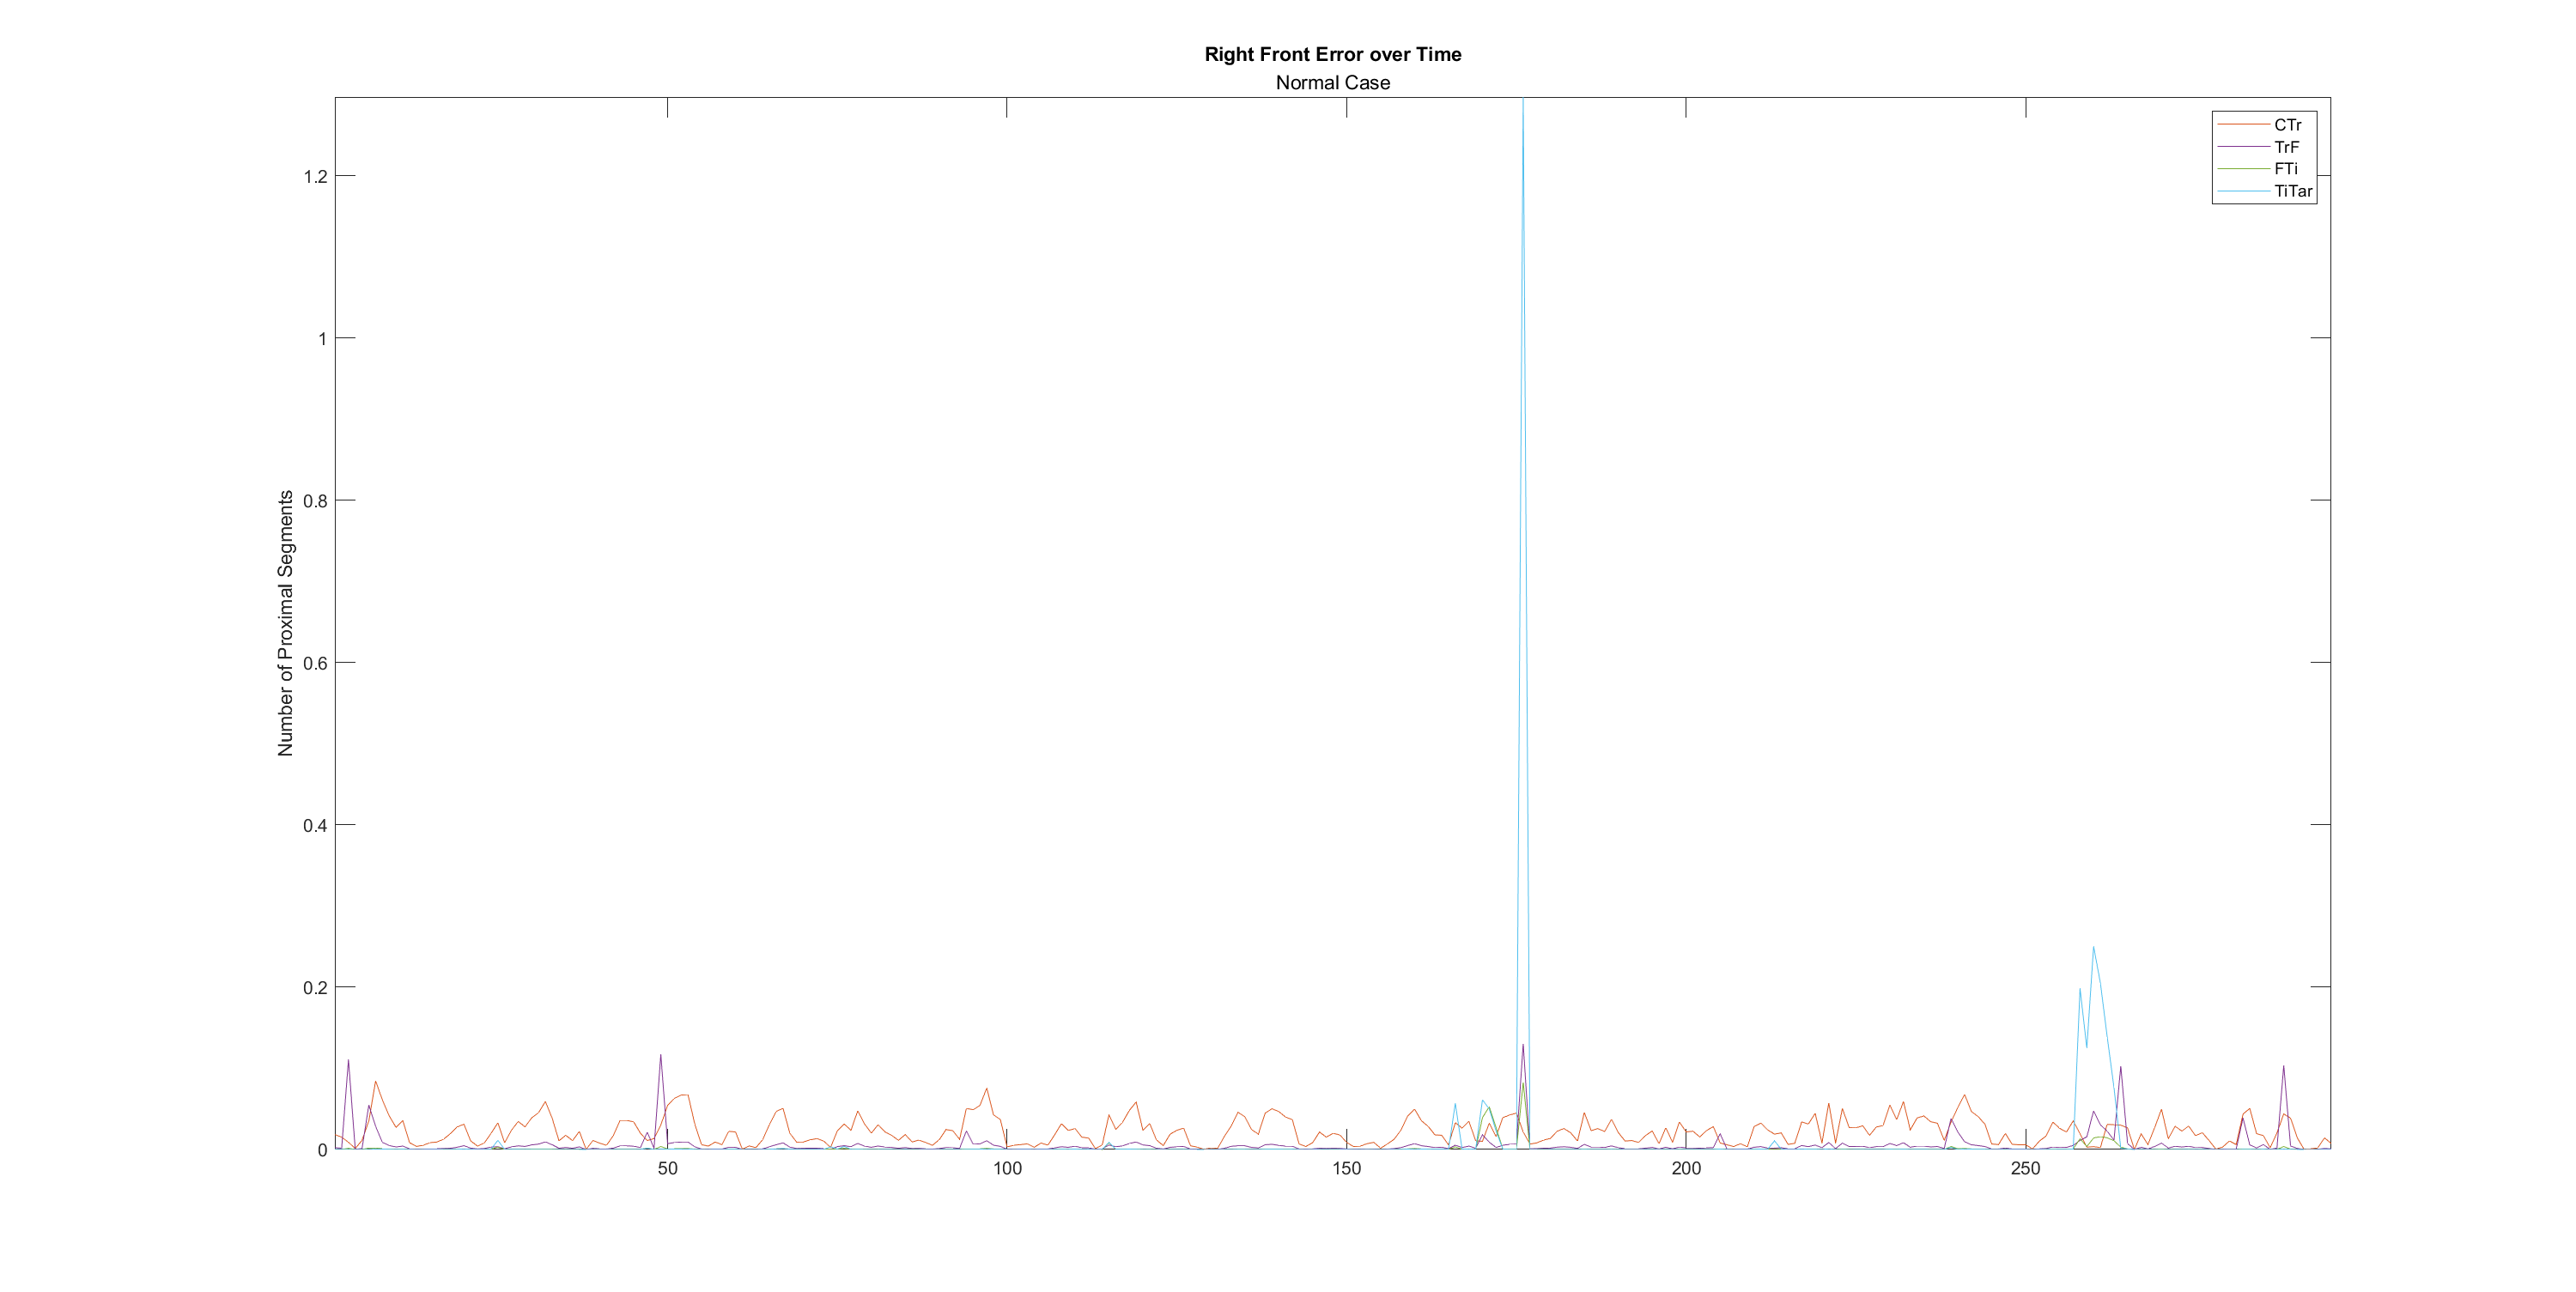 Right Front Error over Time
Normal Case
CTr
TrF
FTi
TiTar
Number of Proximal Segments
1.2
1
0.8
0.6
0.4
0.2
0
50 100 150 200 250